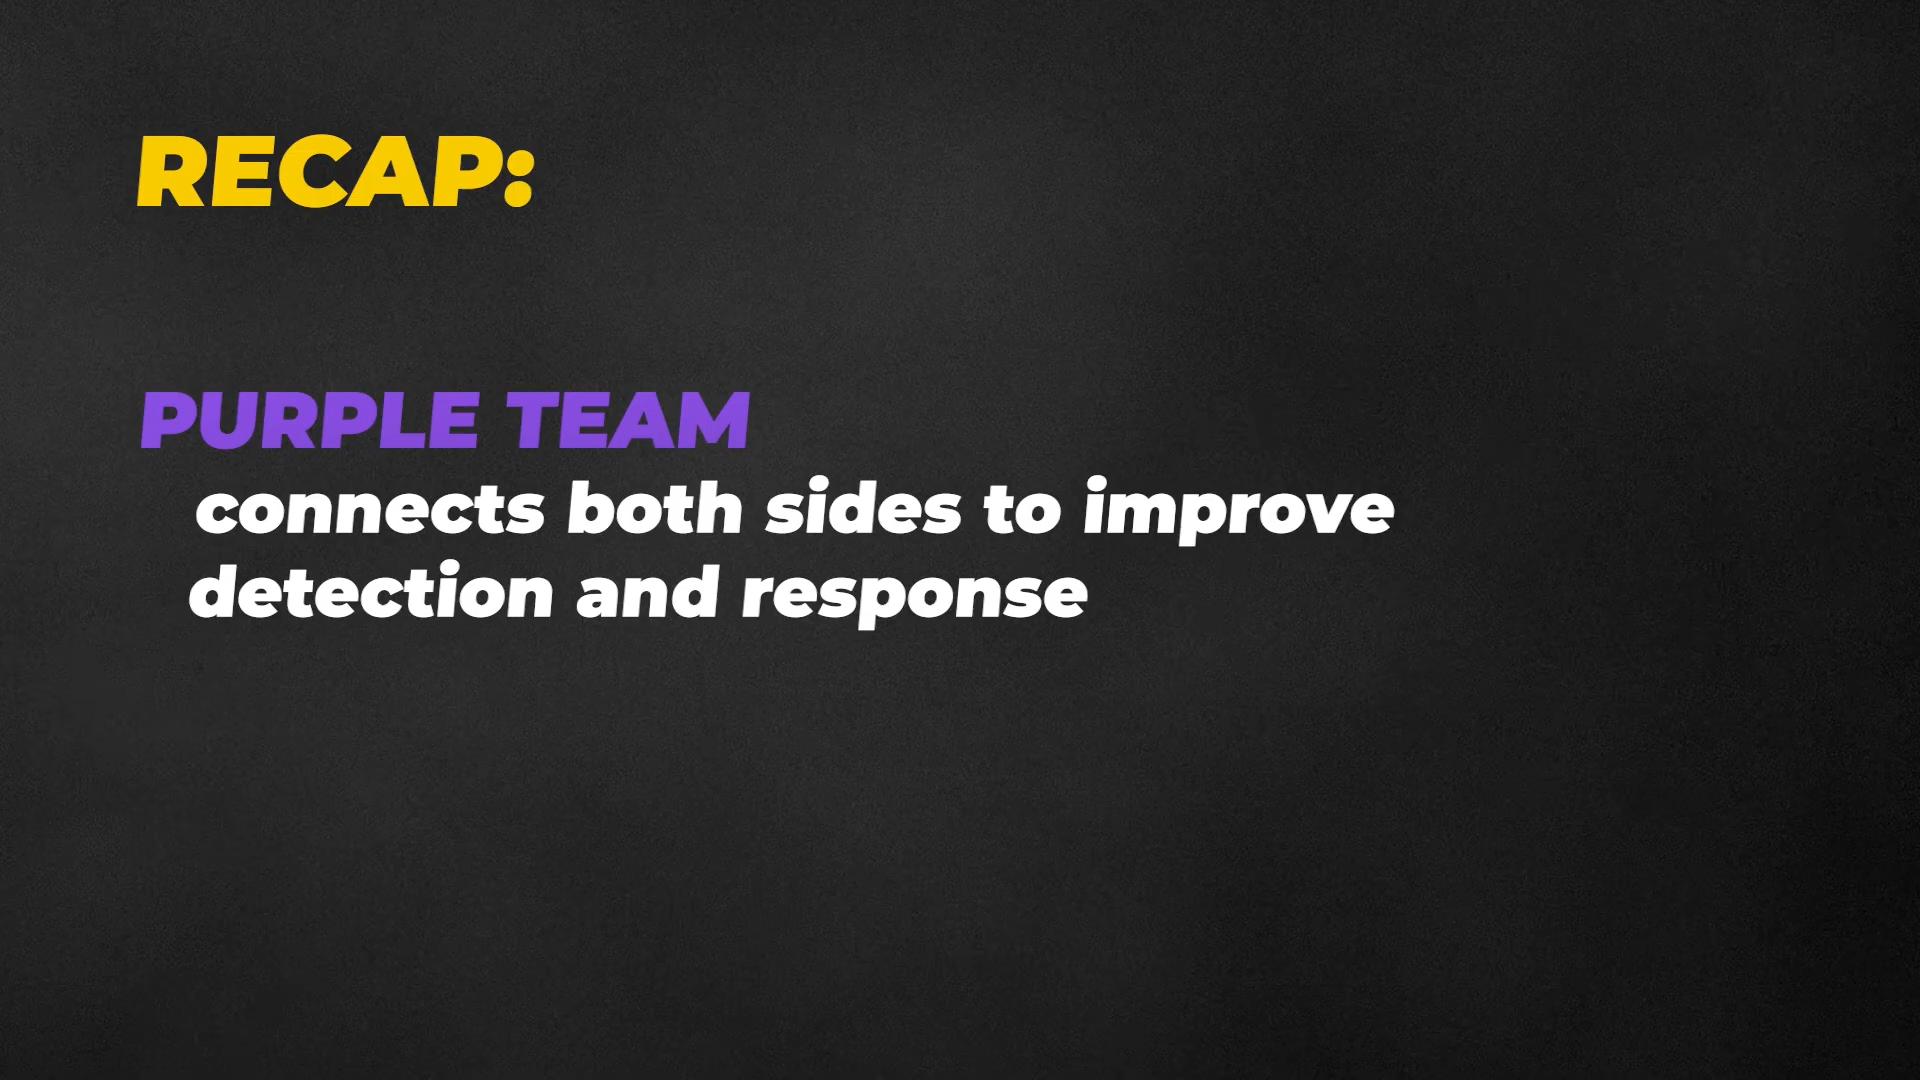 RECAP:
PURPLE TEAM
connects both sides to improve
detection and response